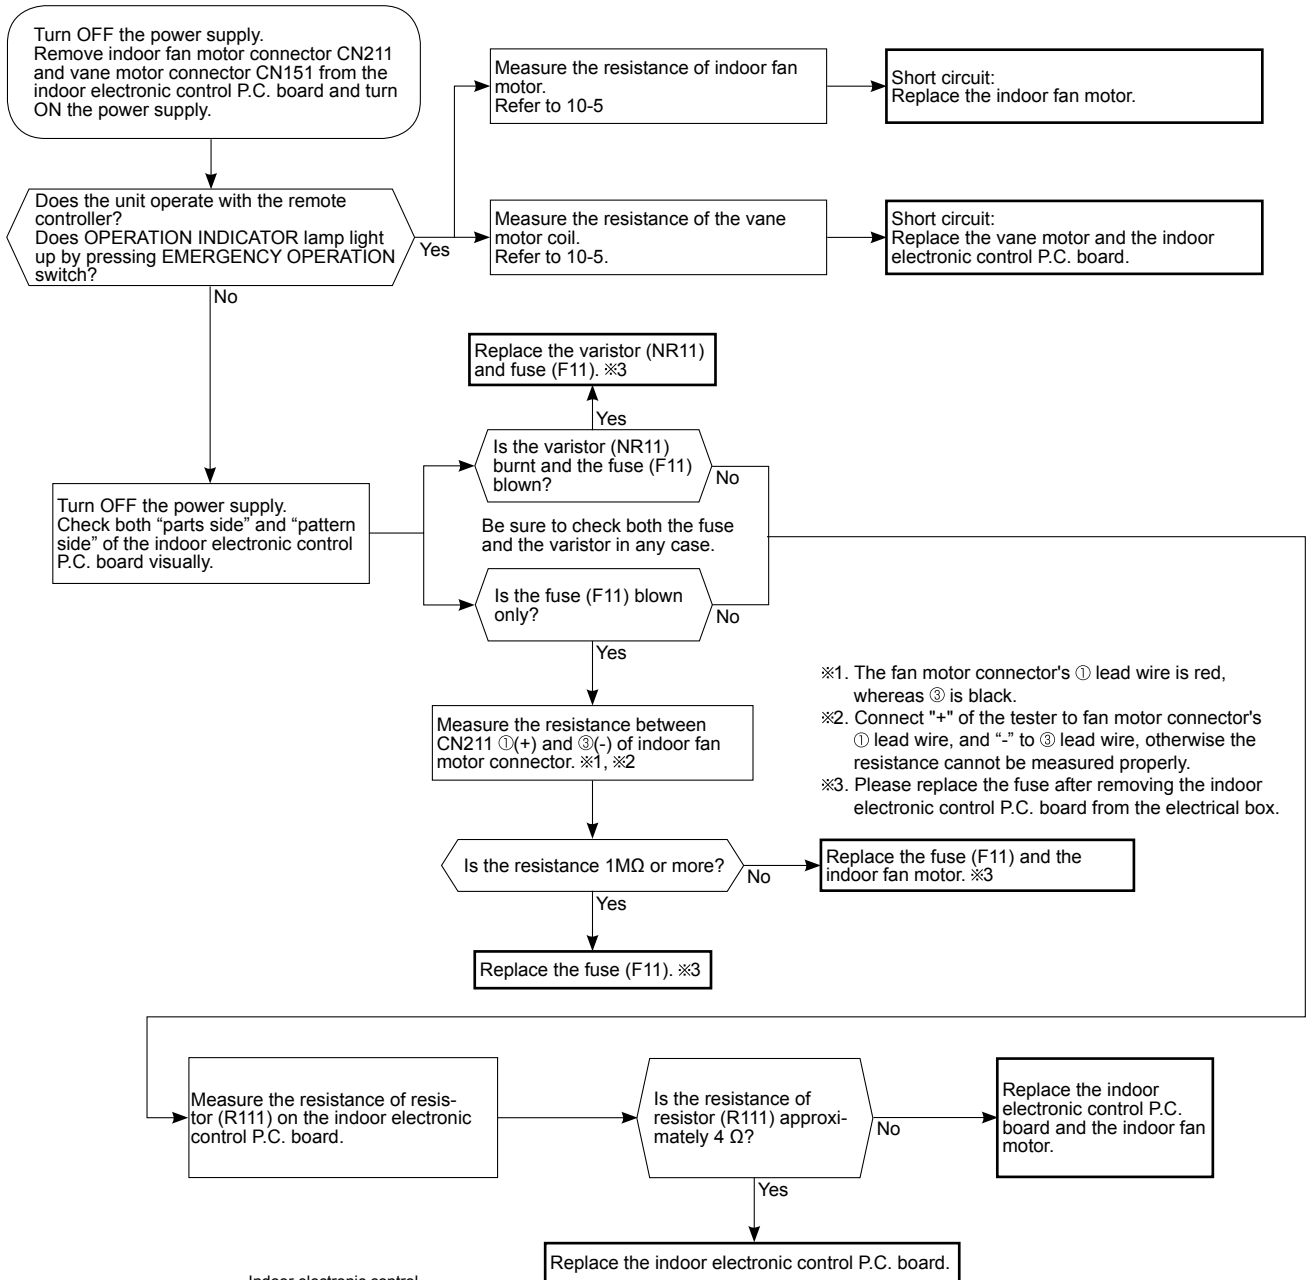 Turn OFF the power supply.
Remove indoor fan motor connector CN211
and vane motor connector CN151 from the
indoor electronic control P.C. board and turn
ON the power supply.
Measure the resistance of indoor fan
motor.
Refer to 10-5
Short circuit:
Replace the indoor fan motor.
Does the unit operate with the remote
controller?
Does OPERATION INDICATOR lamp light
up by pressing EMERGENCY OPERATION
switch?
Yes
Measure the resistance of the vane
motor coil.
Refer to 10-5.
Short circuit:
Replace the vane motor and the indoor
electronic control P.C. board.
No
Replace the varistor (NR11)
and fuse (F11). ※3
Yes
Is the varistor (NR11)
burnt and the fuse (F11)
blown?
No
Turn OFF the power supply.
Check both “parts side” and “pattern
side” of the indoor electronic control
P.C. board visually.
Be sure to check both the fuse
and the varistor in any case.
Is the fuse (F11) blown
only?
No
Yes
※1. The fan motor connector's ① lead wire is red,
whereas ③ is black.
※2. Connect "+" of the tester to fan motor connector's
① lead wire, and “-” to ③ lead wire, otherwise the
resistance cannot be measured properly.
※3. Please replace the fuse after removing the indoor
electronic control P.C. board from the electrical box.
Measure the resistance between
CN211 ①(+) and ③(-) of indoor fan
motor connector. ※1, ※2
Is the resistance 1MΩ or more?
No
Replace the fuse (F11) and the
indoor fan motor. ※3
Yes
Replace the fuse (F11). ※3
Measure the resistance of resis-
tor (R111) on the indoor electronic
control P.C. board.
Is the resistance of
resistor (R111) approxi-
mately 4 Ω?
No
Replace the indoor
electronic control P.C.
board and the indoor fan
motor.
Yes
Replace the indoor electronic control P.C. board.
Indoor electronic control